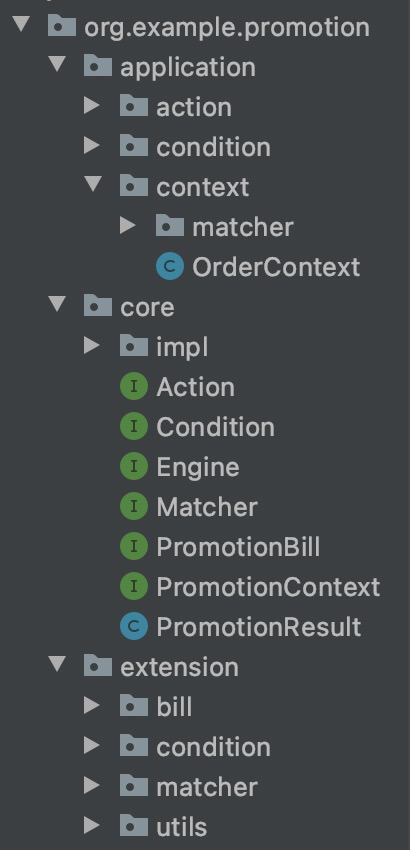 org.example.promotion
application
action
condition
context
matcher
C OrderContext
core
impl
I Action
I Condition
I Engine
I Matcher
I PromotionBill
I PromotionContext
C PromotionResult
extension
bill
condition
matcher
utils